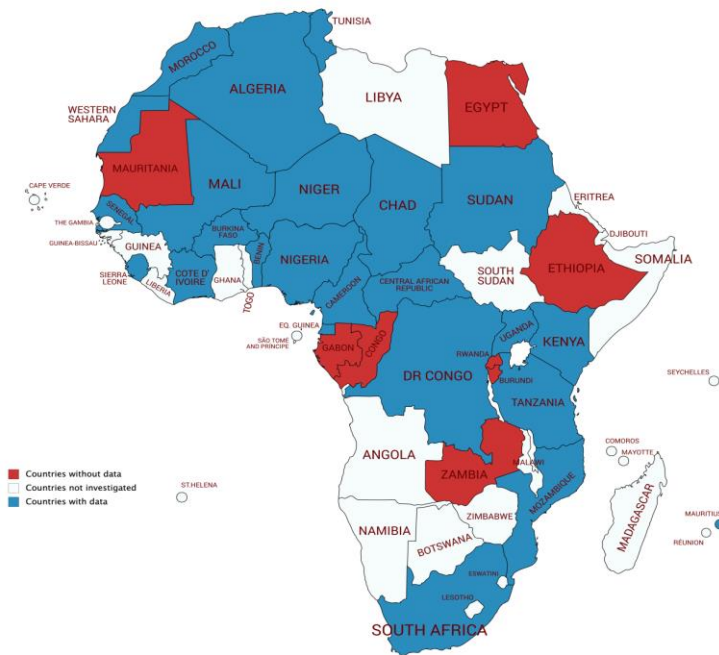 TUNISIA
MOROCCO
ALGERIA
LIBYA
EGYPT
WESTERN
SAHARA
MAURITANIA
MALI
NIGER
CHAD
SUDAN
ERITREA
CAPE VERDE
SENEGAL
THE GAMBIA
BURKINA
FASO
DJIBOUTI
GUINEA-BISSAU
GUINEA
BENIN
NIGERIA
SOMALIA
SIERRA
LEONE
COTE D'
IVOIRE
GHANA
SOUTH
SUDAN
ETHIOPIA
LIBERIA
TOGO
CAMEROON
CENTRAL AFRICAN
REPUBLIC
EQ. GUINEA
SÃO TOMÉ
AND PRINCIPE
GABON
CONGO
UGANDA
KENYA
RWANDA
DR CONGO
BURUNDI
SEYCHELLES
TANZANIA
COMOROS
MAYOTTE
ANGOLA
MALAWI
ZAMBIA
Countries without data
Countries not investigated
Countries with data
ST.HELENA
MOZAMBIQUE
ZIMBABWE
MADAGASCAR
MAURITIUS
RÉUNION
NAMIBIA
BOTSWANA
ESWATINI
LESOTHO
SOUTH AFRICA